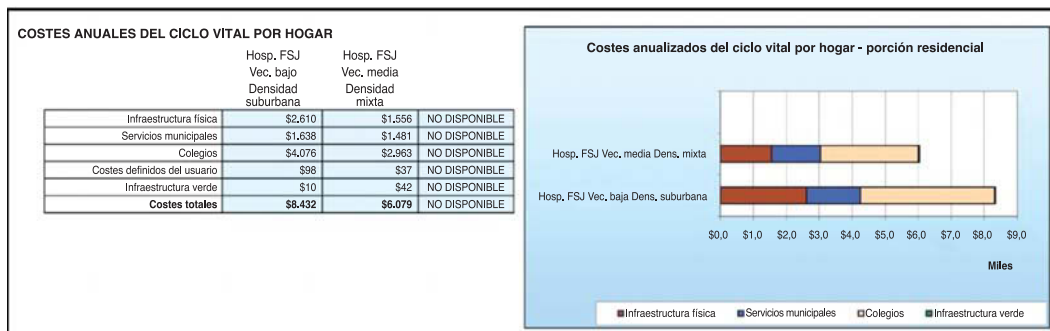 COSTES ANUALES DEL CICLO VITAL POR HOGAR
Hosp. FSJ Hosp. FSJ
Vec. bajo Vec. media
Densidad Densidad
suburbana mixta
Infraestructura física $2.610 $1.556 NO DISPONIBLE
Servicios municipales $1.638 $1.481 NO DISPONIBLE
Colegios $4.076 $2.963 NO DISPONIBLE
Costes definidos del usuario $98 $37 NO DISPONIBLE
Infraestructura verde $10 $42 NO DISPONIBLE
Costes totales $8.432 $6.079 NO DISPONIBLE
Costes anualizados del ciclo vital por hogar - porción residencial
Hosp. FSJ Vec. media Dens. mixta
Hosp. FSJ Vec. baja Dens. suburbana
$0,0 $1,0 $2,0 $3,0 $4,0 $5,0 $6,0 $7,0 $8,0 $9,0
Miles
Infraestructura física Servicios municipales Colegios Infraestructura verde